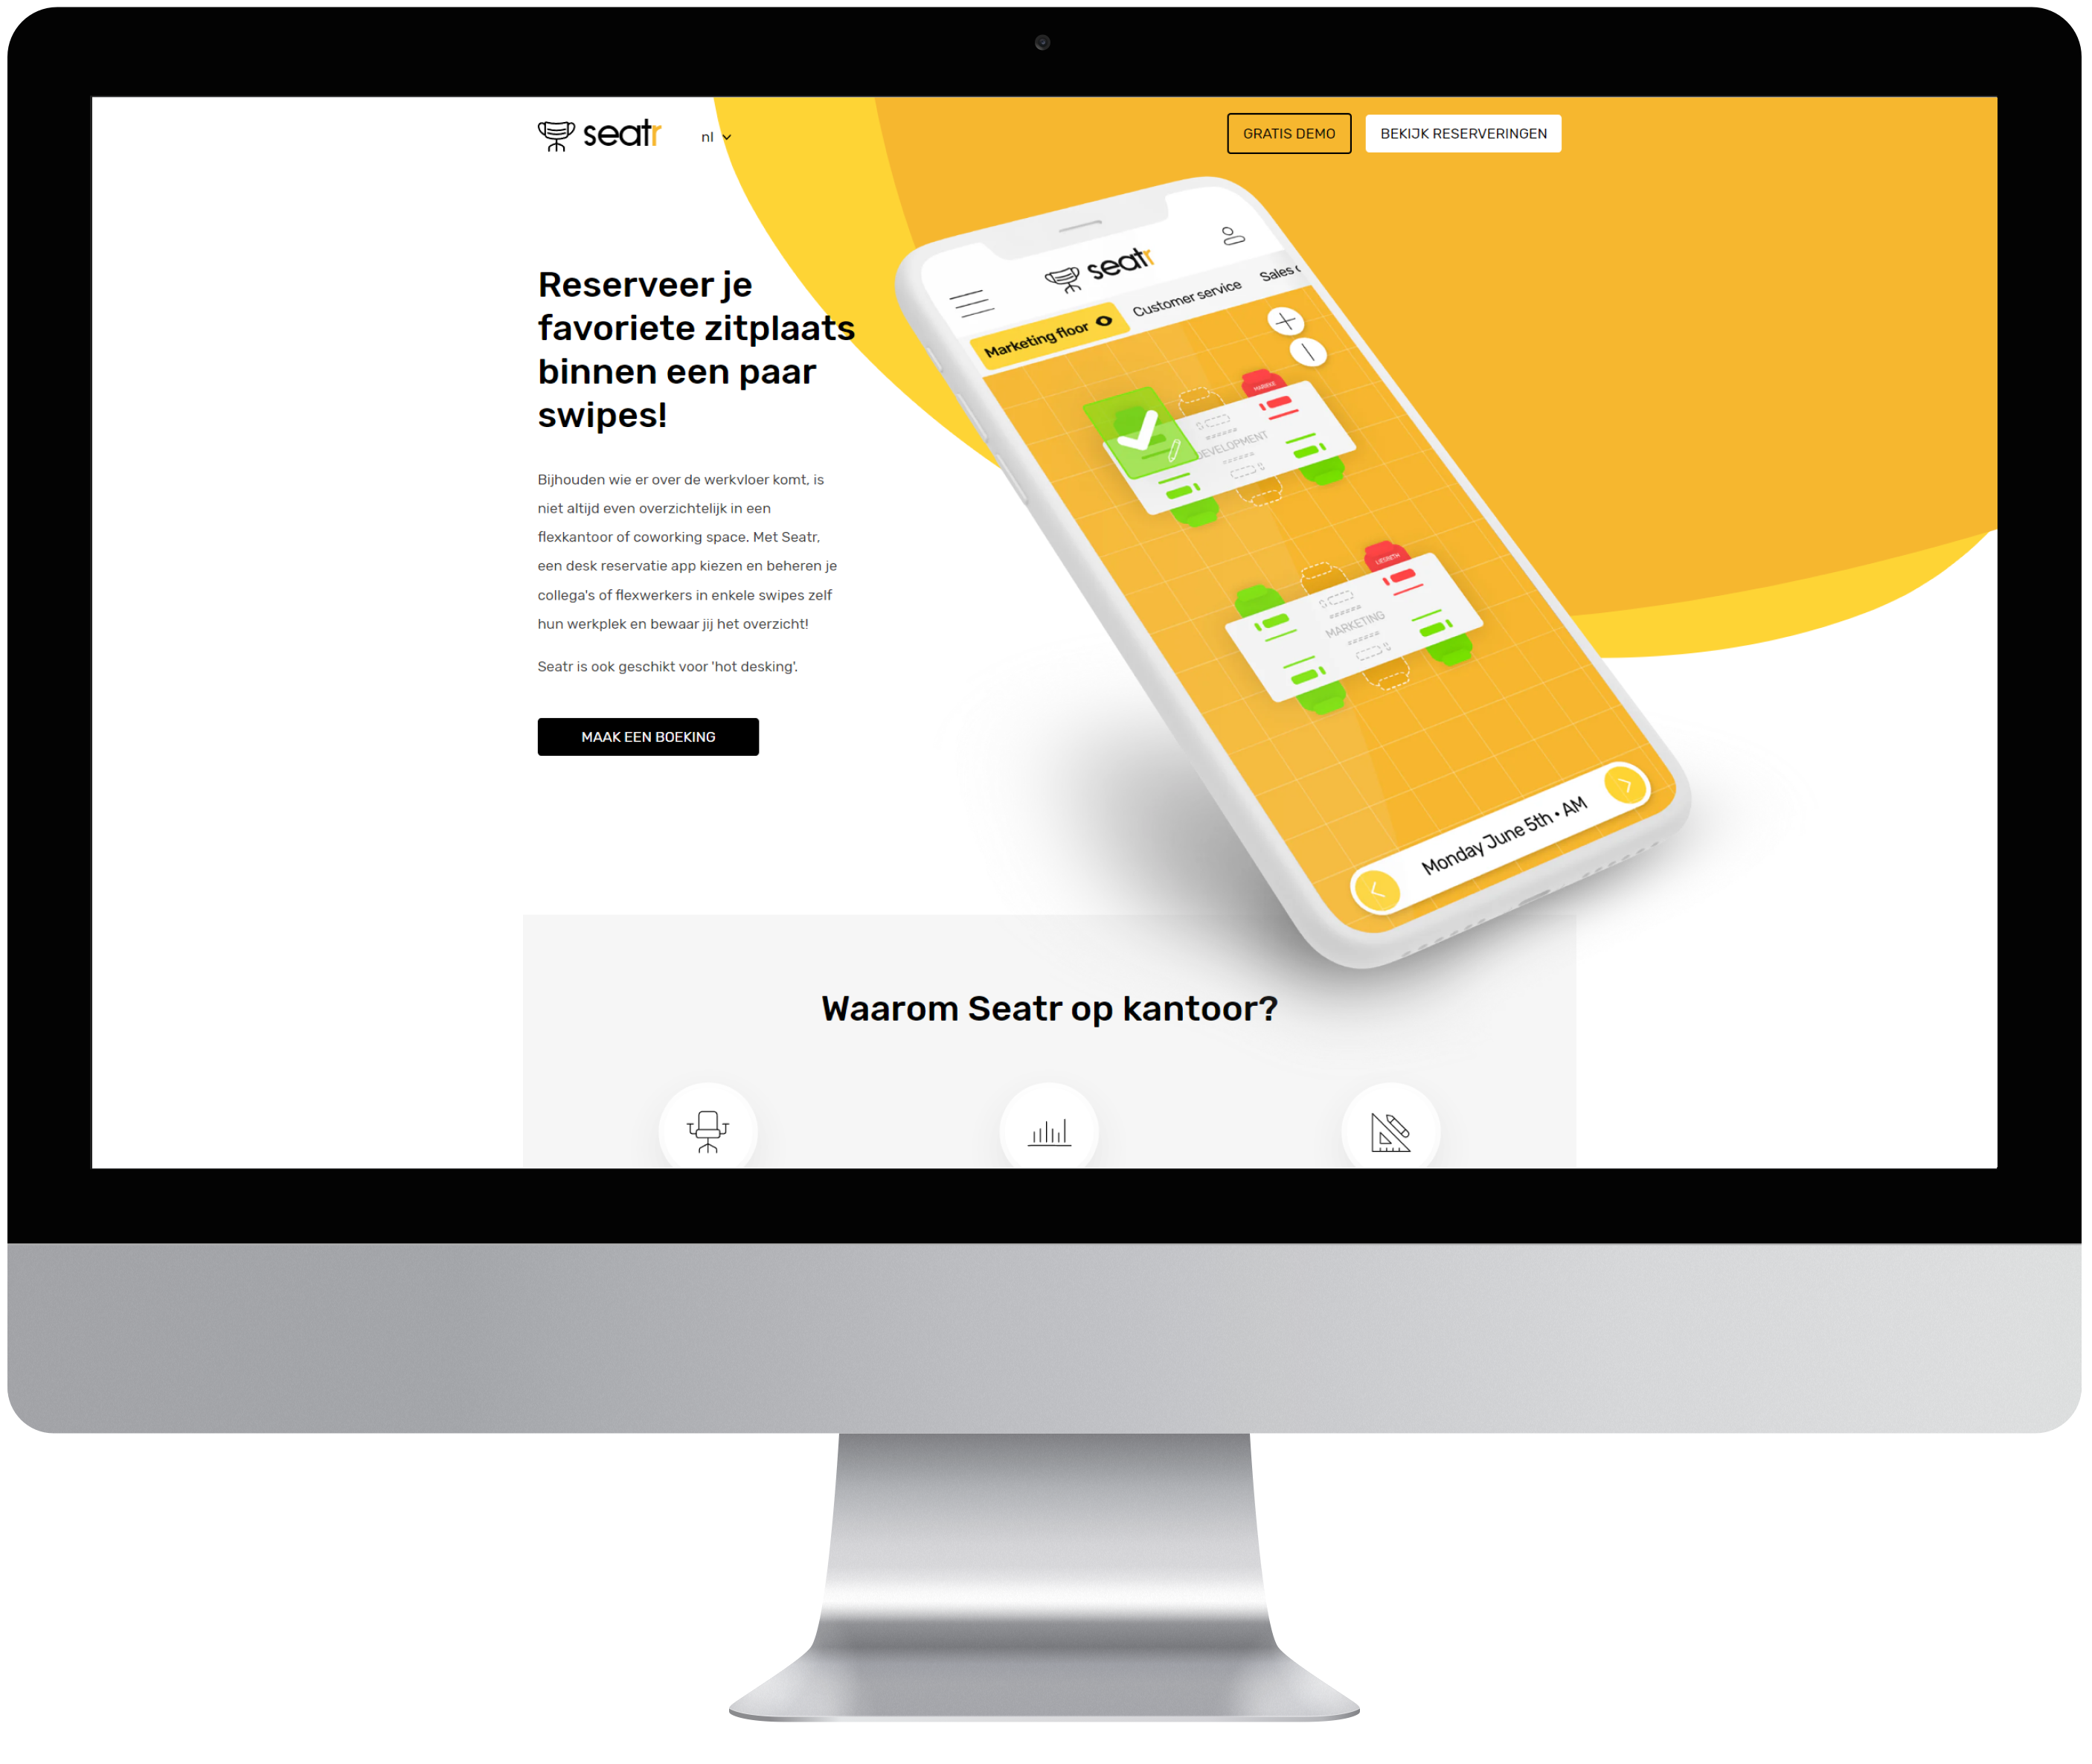 seatr
nl
GRATIS DEMO
BEKIJK RESERVERINGEN
Reserveer je
favoriete zitplaats
binnen een paar
swipes!
Bijhouden wie er over de werkvloer komt, is
niet altijd even overzichtelijk in een
flexkantoor of coworking space. Met Seatr,
een desk reservatie app kiezen en beheren je
collega's of flexwerkers in enkele swipes zelf
hun werkplek en bewaar jij het overzicht!
Seatr is ook geschikt voor 'hot desking'.
MAAK EEN BOEKING
seatr
Marketing floor
Customer service
Sales
MARIEKE
DEVELOPMENT
LIESBETH
MARKETING
Monday June 5th • AM
Waarom Seatr op kantoor?